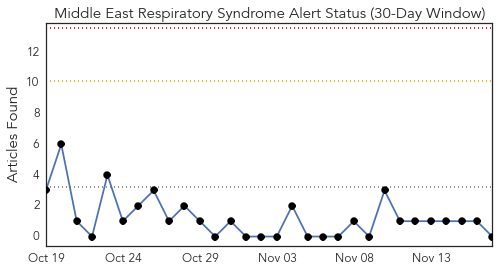 Middle East Respiratory Syndrome Alert Status (30-Day Window)
Articles Found
12
10
8
6
4
2
0
Oct 19 Oct 24 Oct 29 Nov 03 Nov 08 Nov 13